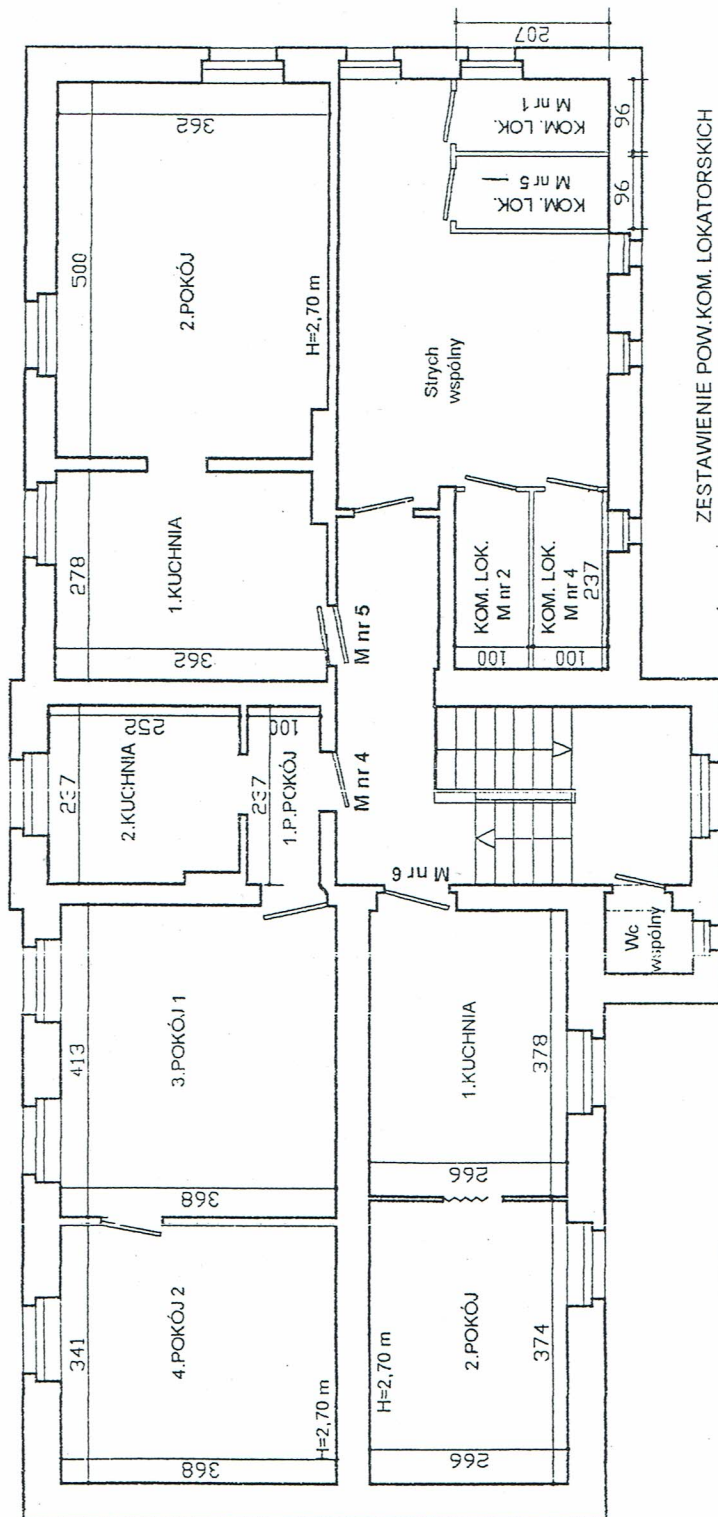 4.POKÓJ 2
341
368
H=2,70 m
3.POKÓJ 1
413
368
2.KUCHNIA
237
252
1.P.POKÓJ
237
100
M nr 4
1.KUCHNIA
278
362
M nr 5
2.POKÓJ
500
362
H=2,70 m
2.POKÓJ
374
266
H=2,70 m
1.KUCHNIA
378
266
M nr 6
Wc
wspólny
KOM. LOK.
M nr 2
100
KOM. LOK.
M nr 4
237
100
Strych
wspólny
KOM. LOK.
M nr 5
96
KOM. LOK.
M nr 1
96
207
ZESTAWIENIE POW.KOM. LOKATORSKICH